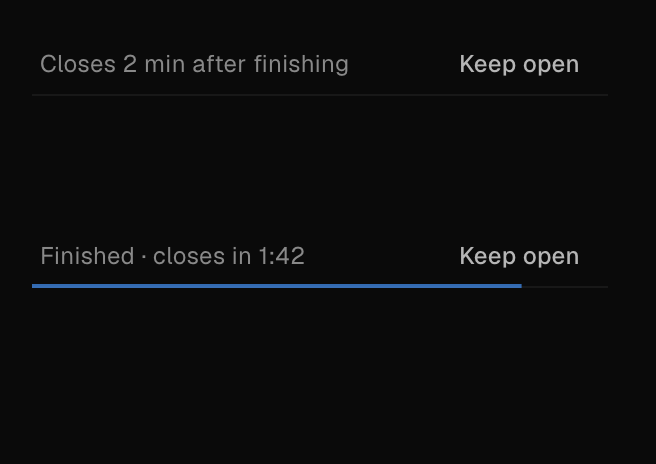 Closes 2 min after finishing Keep open
Finished · closes in 1:42 Keep open